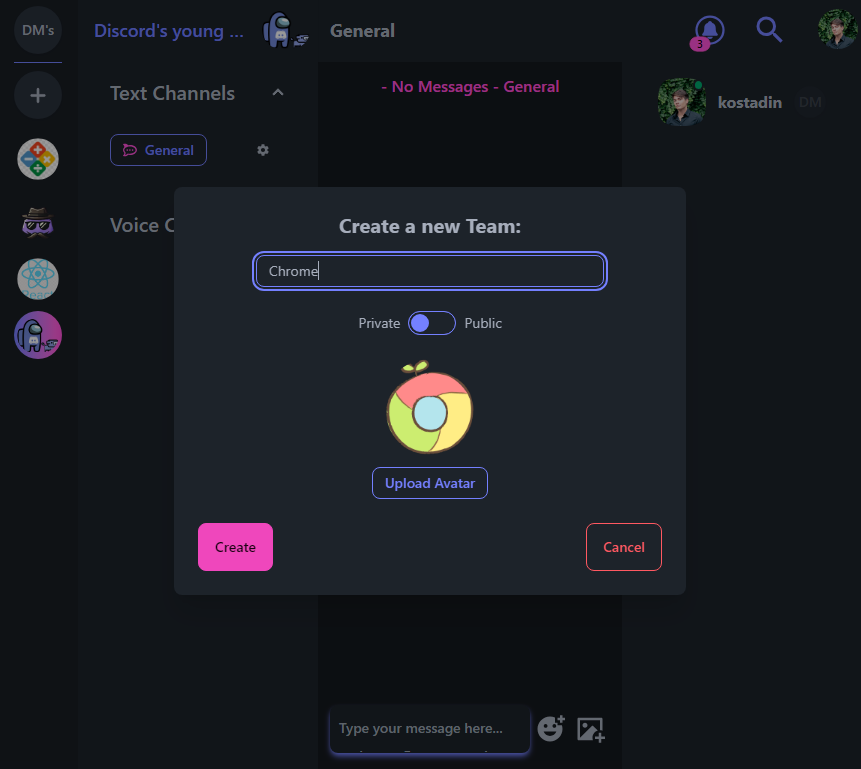 DM's
Discord's young ...
General
3
Text Channels
- No Messages - General
kostadin DM
General
Voice C
Create a new Team:
Chrome
Private Public
Upload Avatar
Create Cancel
Type your message here...